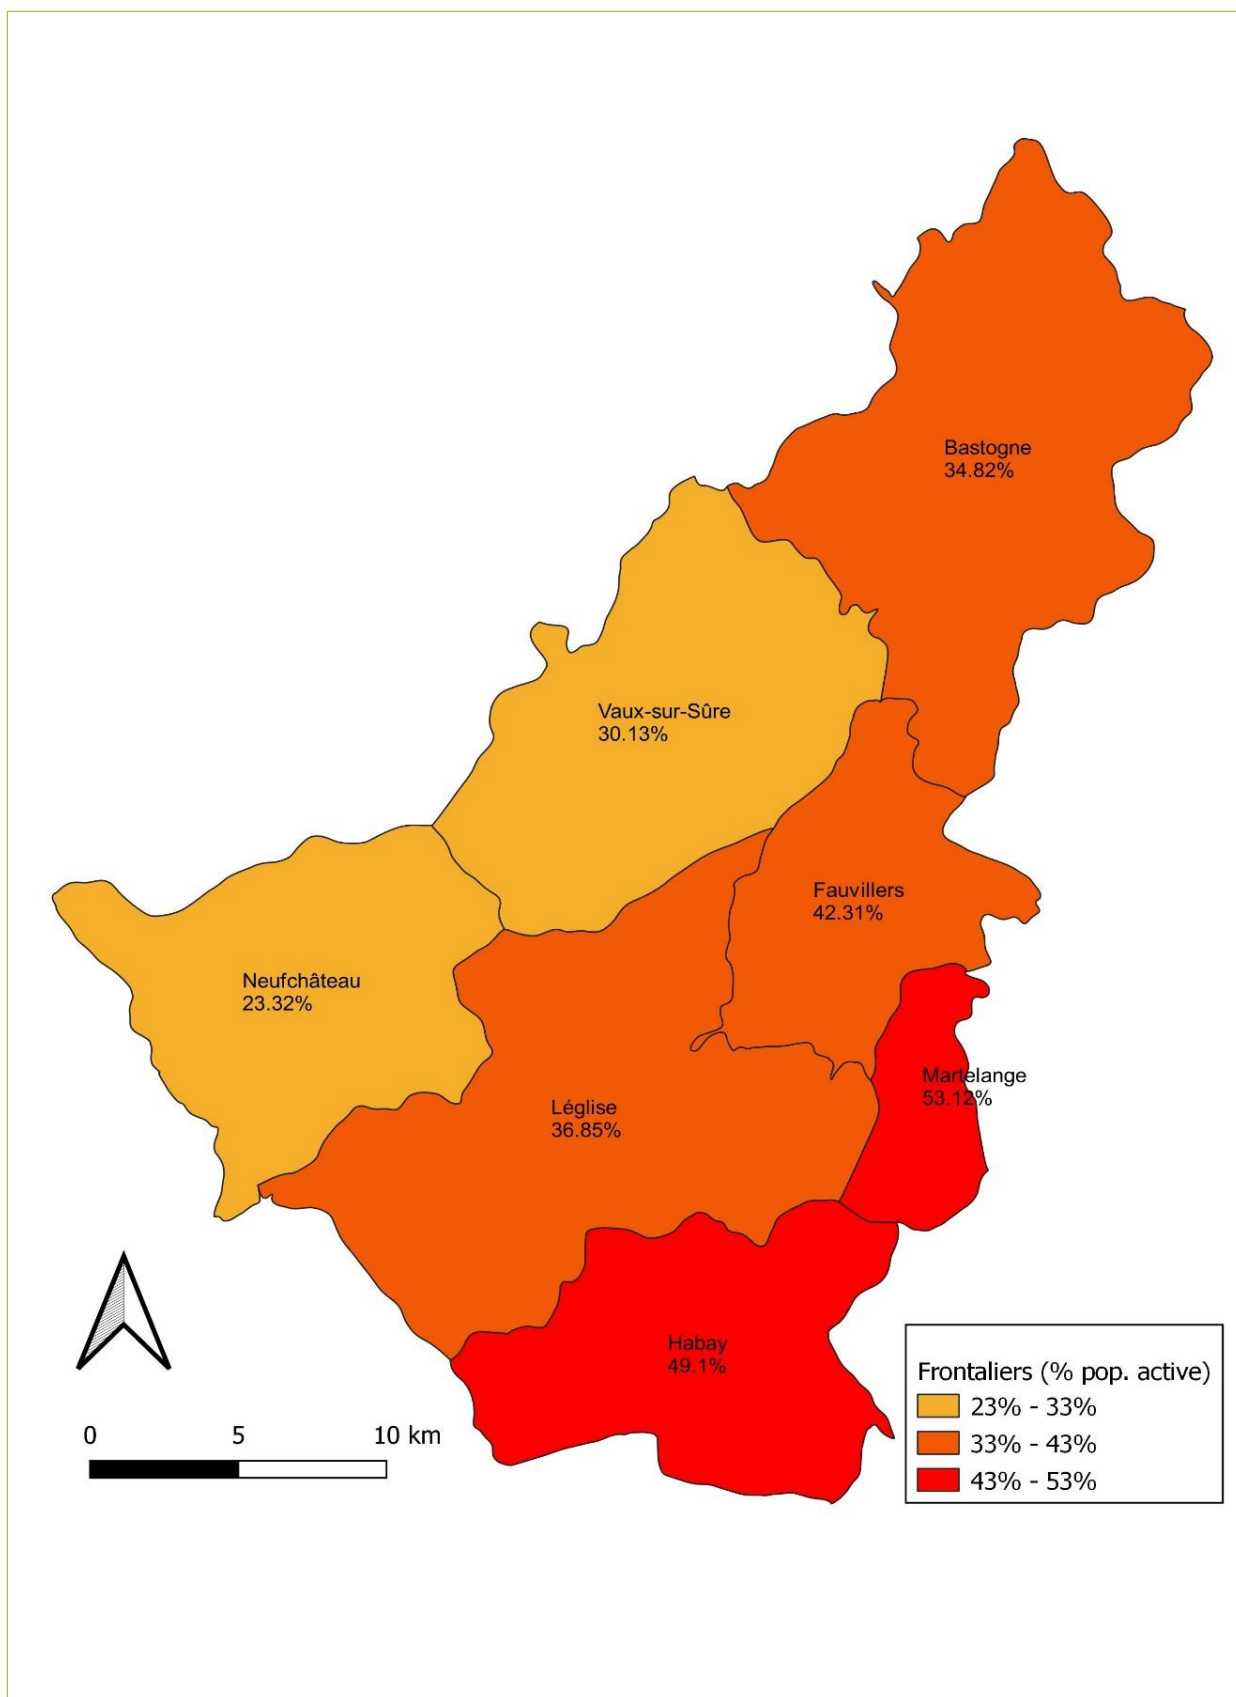 Bastogne
34.82%
Vaux-sur-Sûre
30.13%
Fauvillers
42.31%
Neufchâteau
23.32%
Martelange
53.12%
Léglise
36.85%
Habay
49.1%
Frontaliers (% pop. active)
23% - 33%
33% - 43%
43% - 53%
0 5 10 km